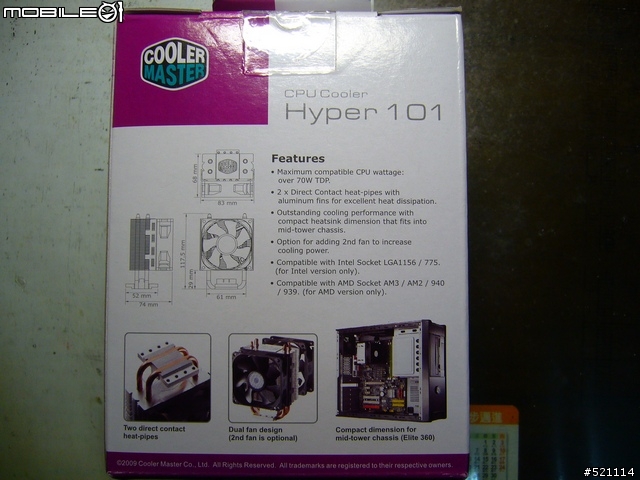 MOBILE01
COOLER
MASTER
CPU Cooler
Hyper 101
Features
• Maximum compatible CPU wattage:
over 70W TDP.
• 2 x Direct Contact heat-pipes with
aluminum fins for excellent heat dissipation.
• Outstanding cooling performance with
compact heatsink dimension that fits into
mid-tower chassis.
• Option for adding 2nd fan to increase
cooling power.
• Compatible with Intel Socket LGA1156 / 775.
(for Intel version only).
• Compatible with AMD Socket AM3 / AM2 / 940
/ 939. (for AMD version only).
68 mm
83 mm
117.5 mm
29 mm
52 mm
74 mm
61 mm
Two direct contact
heat-pipes
Dual fan design
(2nd fan is optional)
Compact dimension for
mid-tower chassis (Elite 360)
©2009 Cooler Master Co., Ltd. All Rights Reserved. All trademarks are registered to their respective owners.
#521114